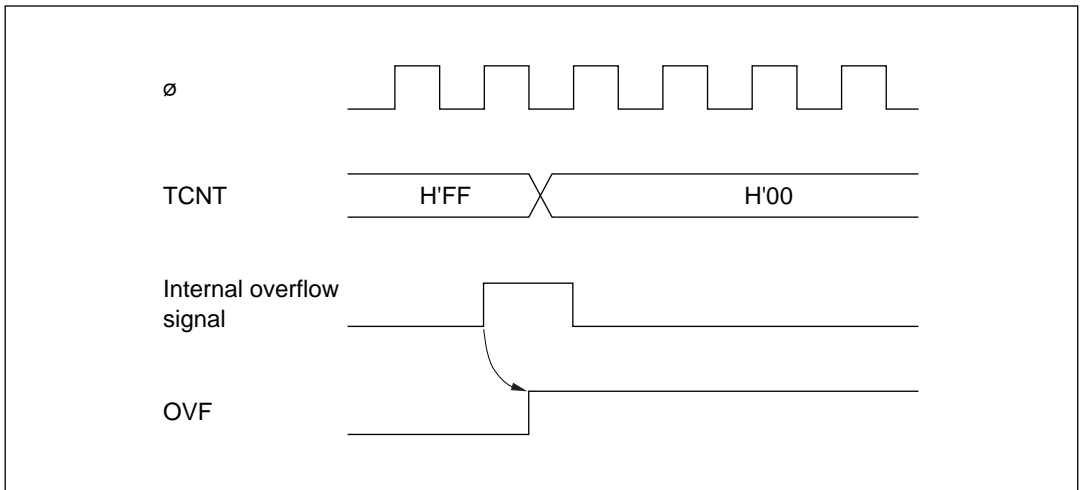 ø
TCNT
H'FF
H'00
Internal overflow
signal
OVF